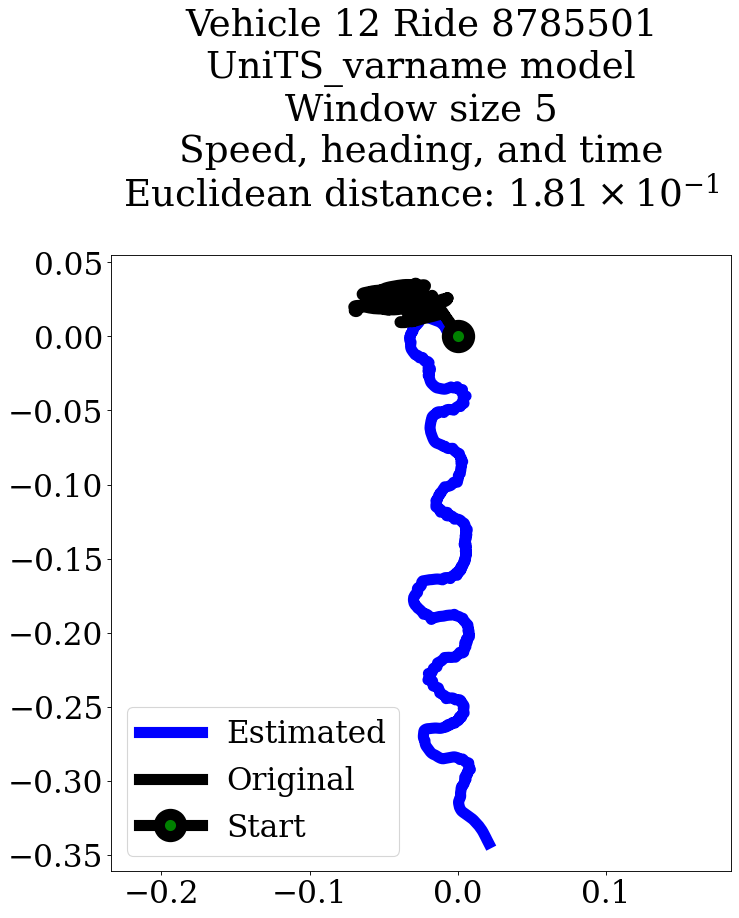 Vehicle 12 Ride 8785501
UniTS_varname model
Window size 5
Speed, heading, and time
Euclidean distance: $1.81 \times 10^{-1}$
0.05
0.00
−0.05
−0.10
−0.15
−0.20
−0.25
−0.30
−0.35
Estimated
Original
Start
−0.2
−0.1
0.0
0.1